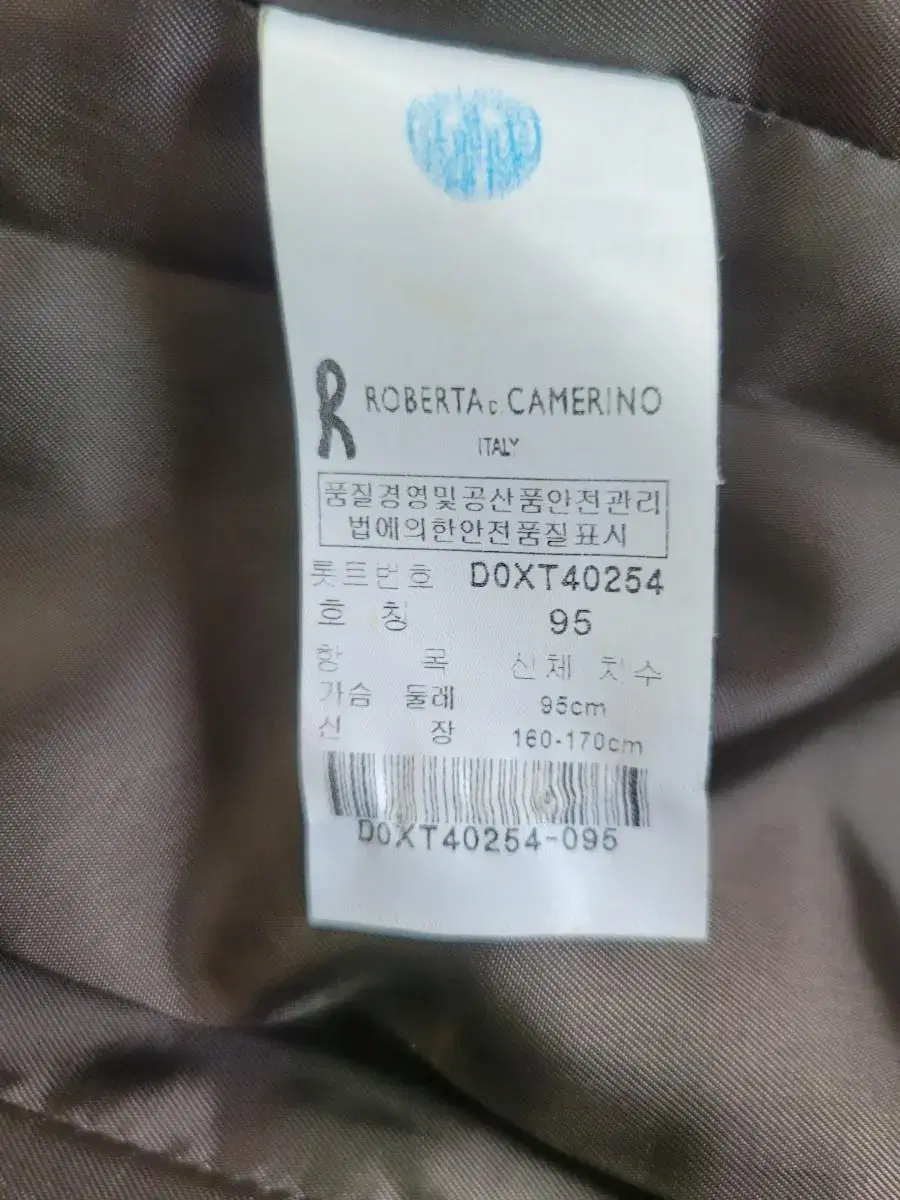 R ROBERTA D. CAMERINO
ITALY
품질경영및공산품안전관리
법에의한안전품질표시
롯트번호 D0XT40254
호 칭 95
항 목 신체 칫수
가슴 둘레 95cm
신 장 160-170cm
D0XT40254-095